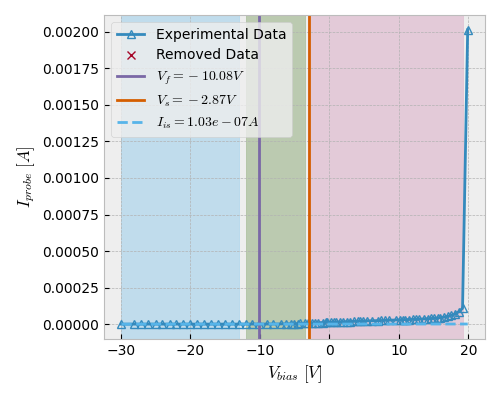 Experimental Data
Removed Data
V_f = −10.08V
V_s = −2.87V
I_is = 1.03e − 07A
0.00200
0.00175
0.00150
0.00125
0.00100
0.00075
0.00050
0.00025
0.00000
I_probe [A]
−30
−20
−10
0
10
20
V_bias [V]